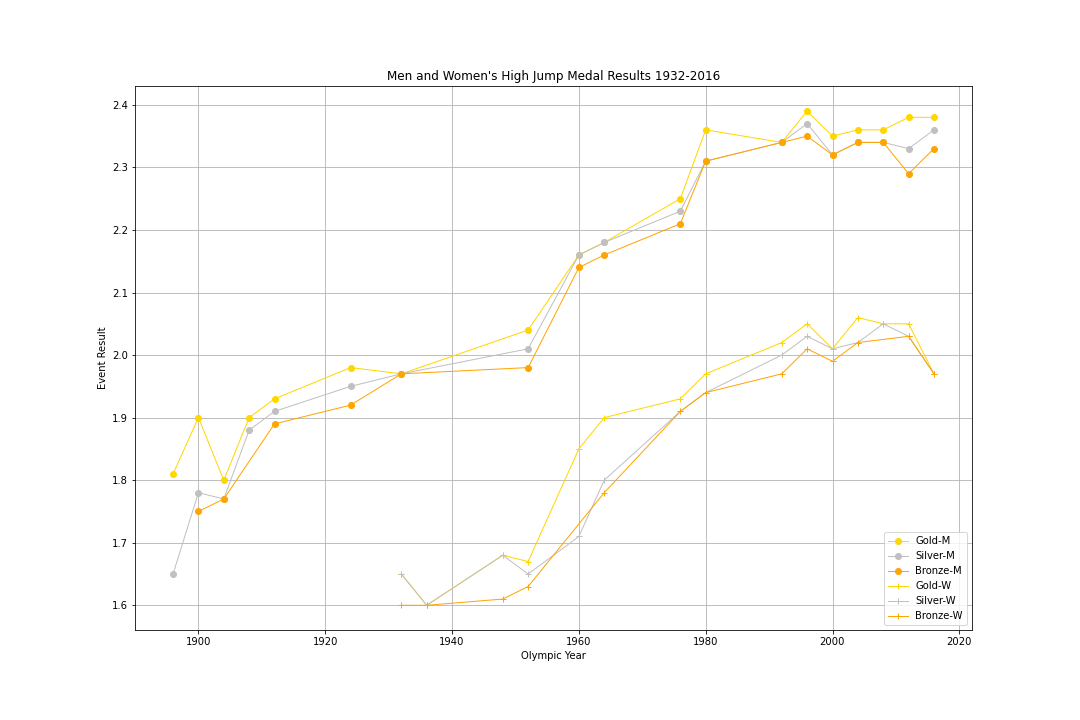 Men and Women's High Jump Medal Results 1932-2016
2.4
2.3
2.2
2.1
2.0
1.9
1.8
1.7
1.6
Event Result
1900 1920 1940 1960 1980 2000 2020
Olympic Year
Gold-M
Silver-M
Bronze-M
Gold-W
Silver-W
Bronze-W